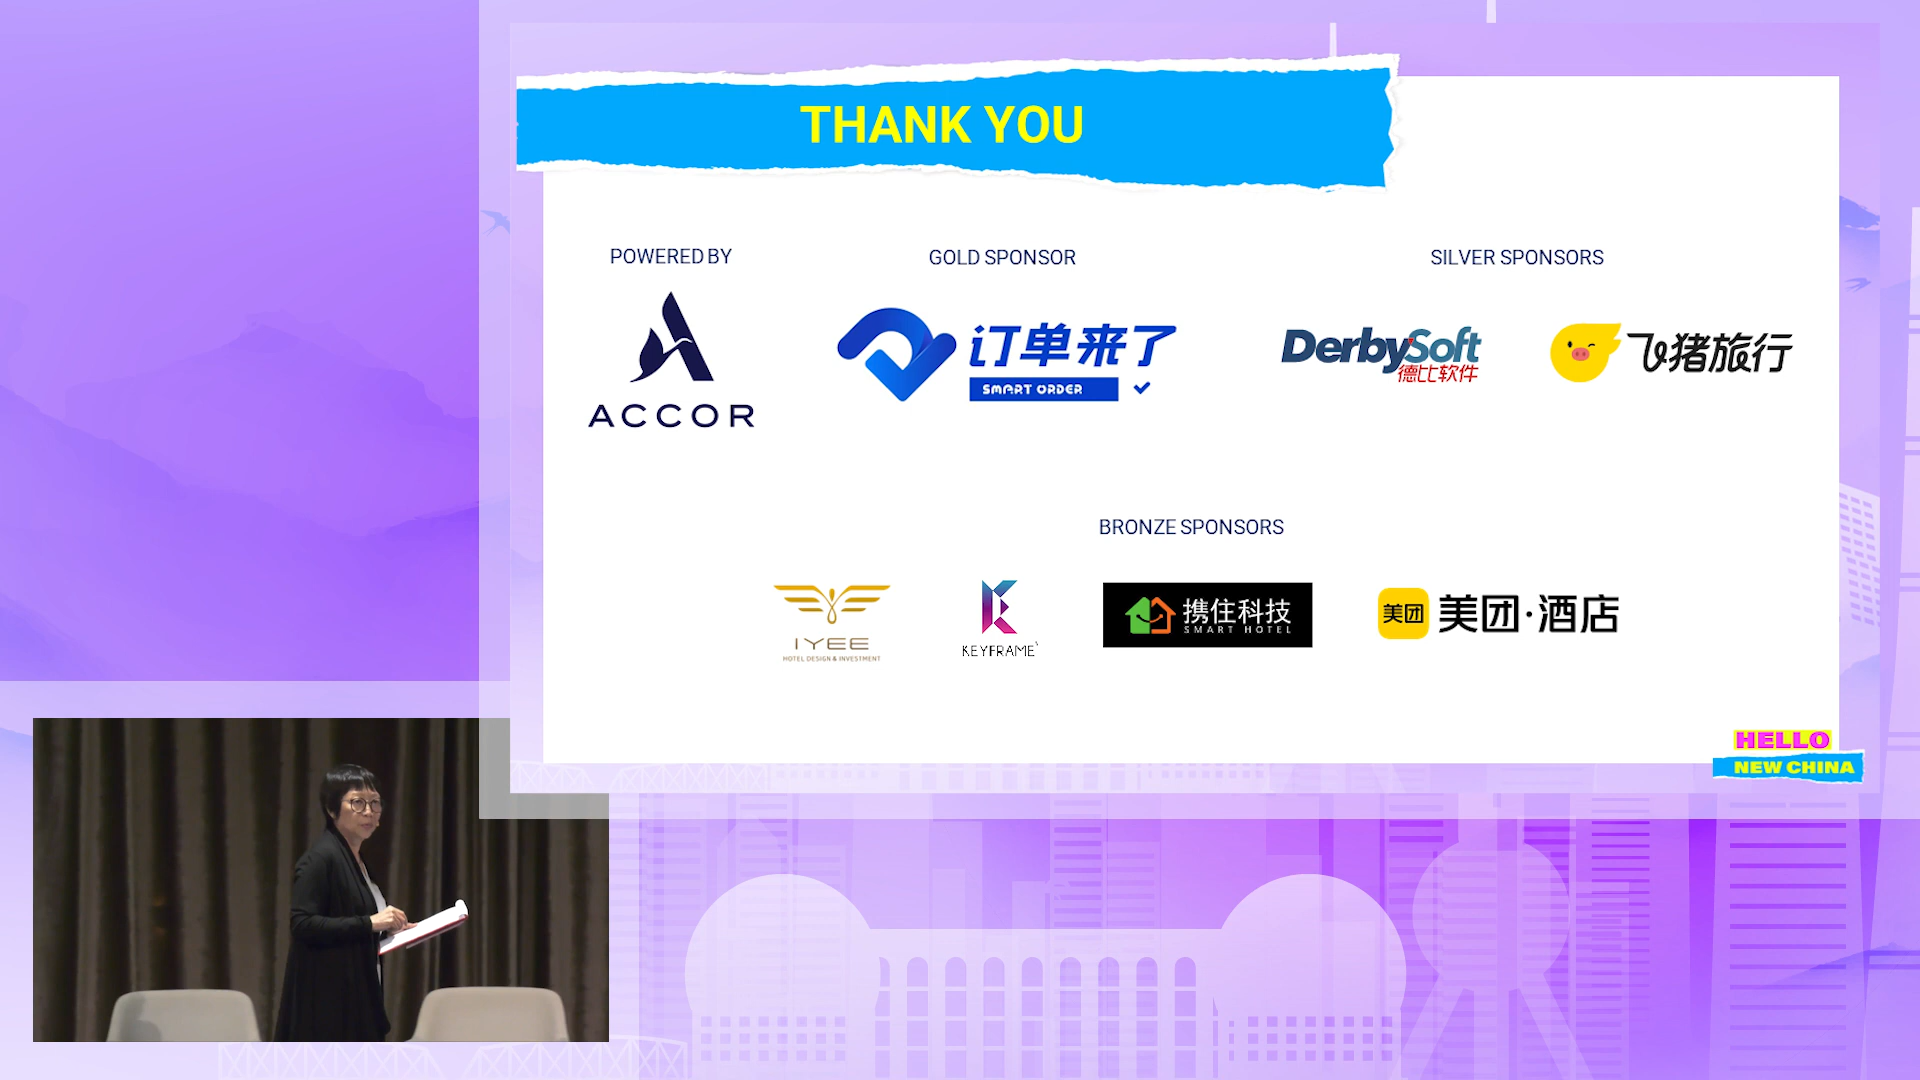 THANK YOU
POWERED BY
GOLD SPONSOR
SILVER SPONSORS
ACCOR
订单来了
SMART ORDER
DerbySoft
德比软件
飞猪旅行
BRONZE SPONSORS
IYEE
HOTEL DESIGN & INVESTMENT
KEYFRAME
携住科技
SMART HOTEL
美团
美团·酒店
HELLO
NEW CHINA